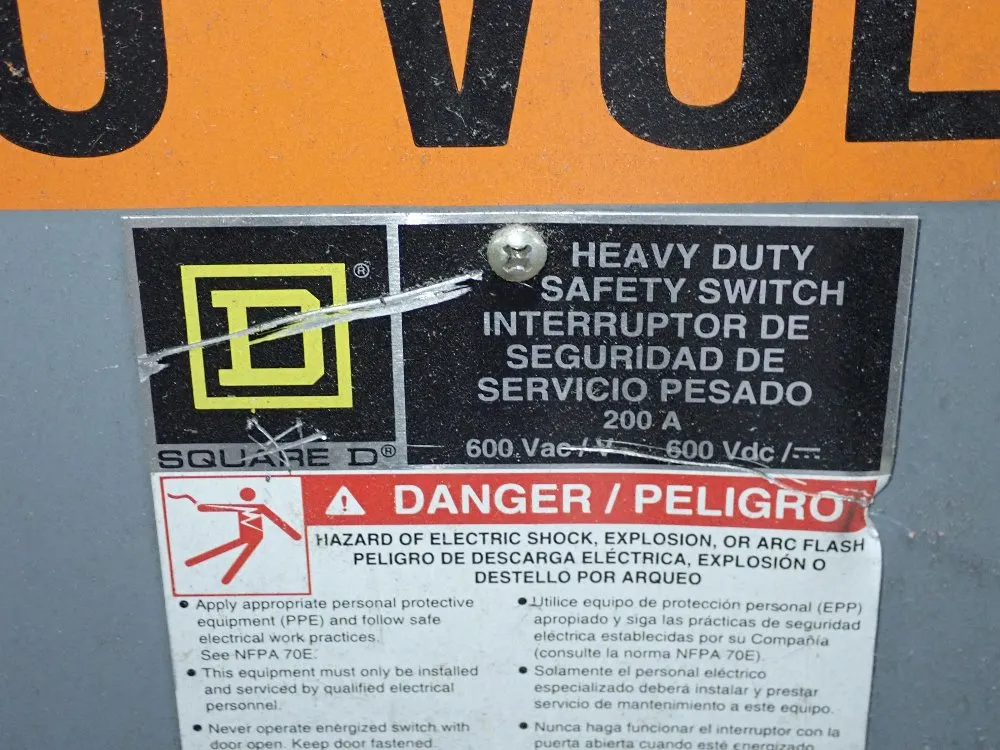 0 VOL
D®
HEAVY DUTY
SAFETY SWITCH
INTERRUPTOR DE
SEGURIDAD DE
SERVICIO PESADO
200 A
600 Vac / 600 Vdc / ⎓
SQUARE D®
⚠ DANGER / PELIGRO
HAZARD OF ELECTRIC SHOCK, EXPLOSION, OR ARC FLASH
PELIGRO DE DESCARGA ELÉCTRICA, EXPLOSIÓN O
DESTELLO POR ARQUEO
• Apply appropriate personal protective
equipment (PPE) and follow safe
electrical work practices.
See NFPA 70E.
• This equipment must only be installed
and serviced by qualified electrical
personnel.
• Never operate energized switch with
door open. Keep door fastened.
• Utilice equipo de protección personal (EPP)
apropiado y siga las prácticas de seguridad
eléctrica establecidas por su Compañia
(consulte la norma NFPA 70E).
• Solamente el personal eléctrico
especializado deberá instalar y prestar
servicio de mantenimiento a este equipo.
• Nunca haga funcionar el interruptor con la
puerta abierta cuando esté energizado.